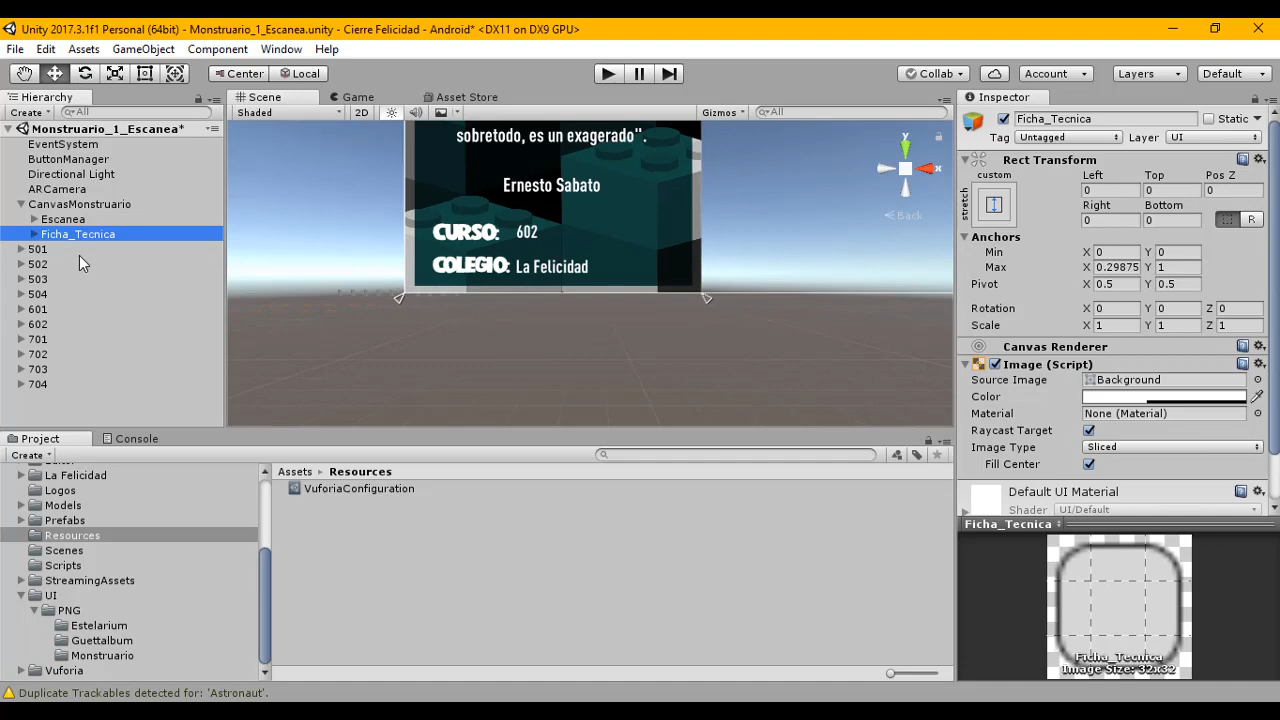 Unity 2017.3.1f1 Personal (64bit) - Monstruario_1_Escanea.unity - Cierre Felicidad - Android* <DX11 on DX9 GPU>
File Edit Assets GameObject Component Window Help
Center Local Collab Account Layers Default
Hierarchy
Create All
Monstruario_1_Escanea*
EventSystem
ButtonManager
Directional Light
ARCamera
CanvasMonstruario
Escanea
Ficha_Tecnica
501
502
503
504
601
602
701
702
703
704
Scene Game Asset Store
Shaded 2D Gizmos All
sobretodo, es un exagerado".
Ernesto Sabato
CURSO: 602
COLEGIO: La Felicidad
y
x
Back
Inspector
Ficha_Tecnica Static
Tag Untagged Layer UI
Rect Transform
custom Left Top Pos Z
stretch 0 0 0
Right Bottom
0 0 R
Anchors
Min X 0 Y 0
Max X 0.29875 Y 1
Pivot X 0.5 Y 0.5
Rotation X 0 Y 0 Z 0
Scale X 1 Y 1 Z 1
Canvas Renderer
Image (Script)
Source Image Background
Color
Material None (Material)
Raycast Target
Image Type Sliced
Fill Center
Default UI Material
Shader UI/Default
Ficha_Tecnica
Ficha_Tecnica
Image Size: 32x32
Project Console
Create
La Felicidad
Logos
Models
Prefabs
Resources
Scenes
Scripts
StreamingAssets
UI
PNG
Estelarium
Guettalbum
Monstruario
Vuforia
Assets Resources
VuforiaConfiguration
Duplicate Trackables detected for: 'Astronaut'.